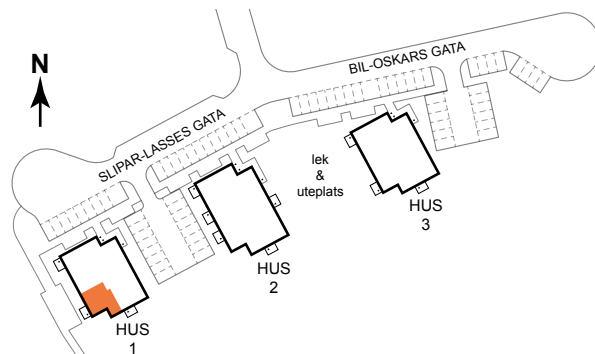 N
BIL-OSKARS GATA
SLIPAR-LASSES GATA
lek
&
uteplats
HUS
3
HUS
2
HUS
1